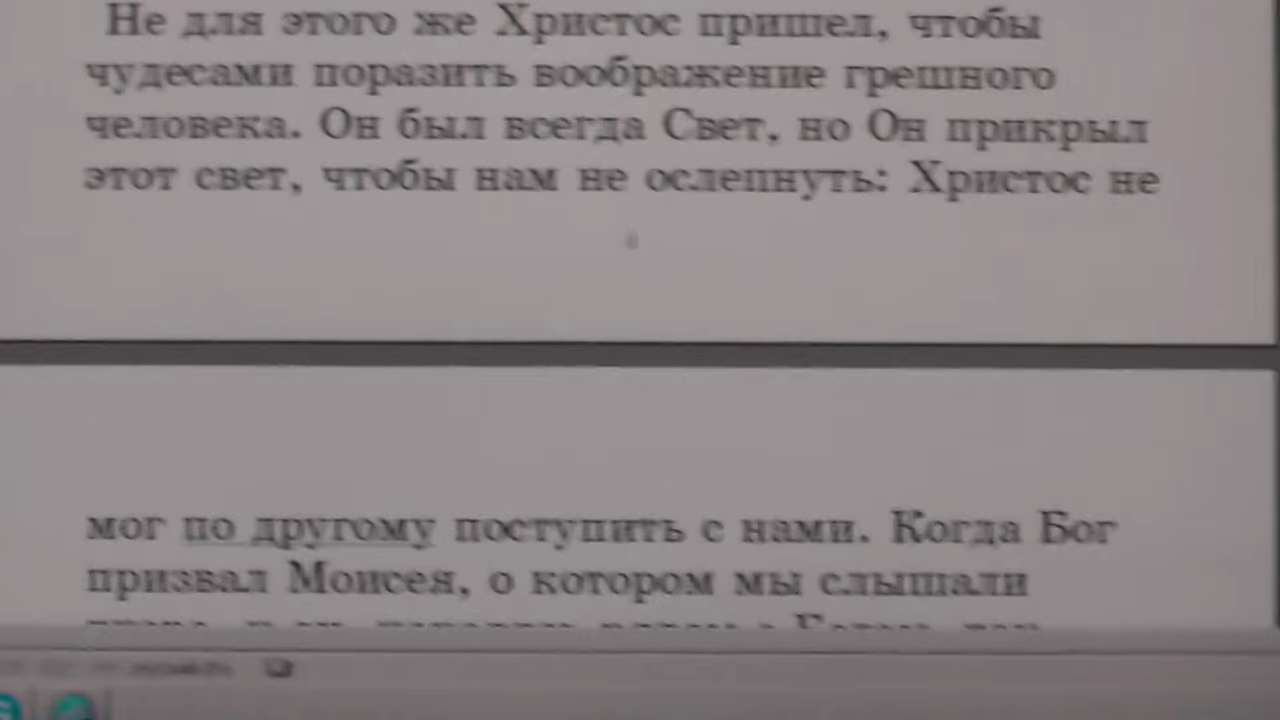 Не для этого же Христос пришел, чтобы
чудесами поразить воображение грешного
человека. Он был всегда Свет, но Он прикрыл
этот свет, чтобы нам не ослепнуть: Христос не
мог по другому поступить с нами. Когда Бог
призвал Моисея, о котором мы слышали